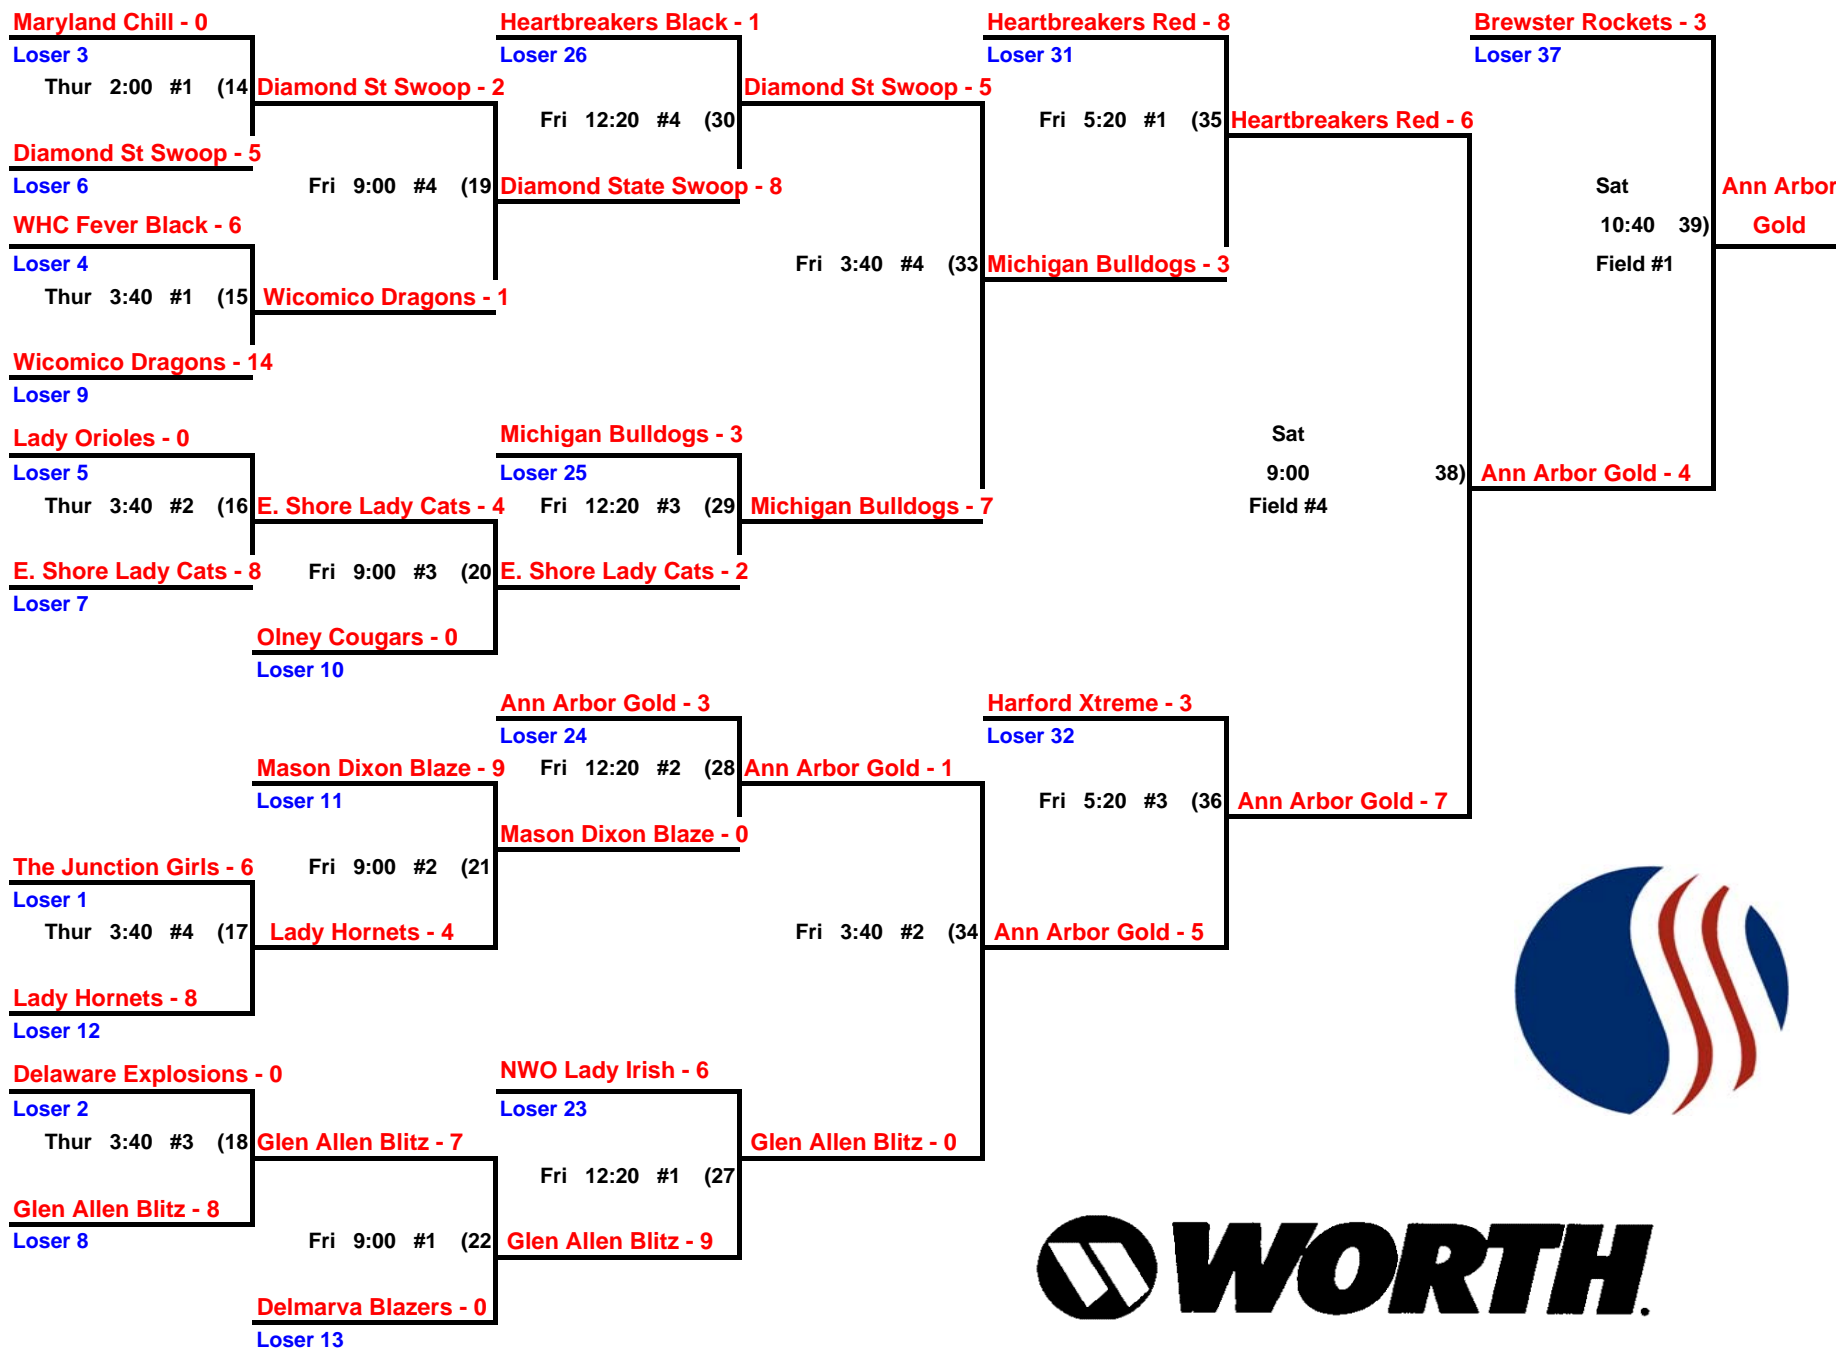 Maryland Chill - 0
Heartbreakers Black - 1
Heartbreakers Red - 8
Brewster Rockets - 3
Loser 3
Loser 26
Loser 31
Loser 37
Thur 2:00 #1 (14
Diamond St Swoop - 2
Diamond St Swoop - 5
Fri 12:20 #4 (30
Fri 5:20 #1 (35
Heartbreakers Red - 6
Diamond St Swoop - 5
Loser 6
Fri 9:00 #4 (19
Diamond State Swoop - 8
Sat
Ann Arbor
WHC Fever Black - 6
10:40 39)
Gold
Loser 4
Fri 3:40 #4 (33
Michigan Bulldogs - 3
Field #1
Thur 3:40 #1 (15
Wicomico Dragons - 1
Wicomico Dragons - 14
Loser 9
Lady Orioles - 0
Michigan Bulldogs - 3
Sat
Loser 5
Loser 25
9:00 38)
Ann Arbor Gold - 4
Thur 3:40 #2 (16
E. Shore Lady Cats - 4
Fri 12:20 #3 (29
Michigan Bulldogs - 7
Field #4
E. Shore Lady Cats - 8
Fri 9:00 #3 (20
E. Shore Lady Cats - 2
Loser 7
Olney Cougars - 0
Loser 10
Ann Arbor Gold - 3
Harford Xtreme - 3
Loser 24
Loser 32
Mason Dixon Blaze - 9
Fri 12:20 #2 (28
Ann Arbor Gold - 1
Loser 11
Fri 5:20 #3 (36
Ann Arbor Gold - 7
Mason Dixon Blaze - 0
The Junction Girls - 6
Fri 9:00 #2 (21
Loser 1
Thur 3:40 #4 (17
Lady Hornets - 4
Fri 3:40 #2 (34
Ann Arbor Gold - 5
Lady Hornets - 8
Loser 12
Delaware Explosions - 0
NWO Lady Irish - 6
Loser 2
Loser 23
Thur 3:40 #3 (18
Glen Allen Blitz - 7
Glen Allen Blitz - 0
Fri 12:20 #1 (27
Glen Allen Blitz - 8
Loser 8
Fri 9:00 #1 (22
Glen Allen Blitz - 9
WORTH.
Delmarva Blazers - 0
Loser 13